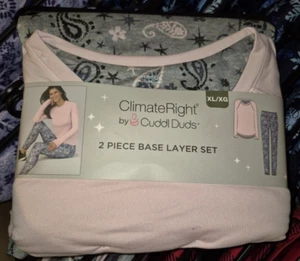 XL/XG
ClimateRight®
by Cuddl Duds®
2 PIECE BASE LAYER SET